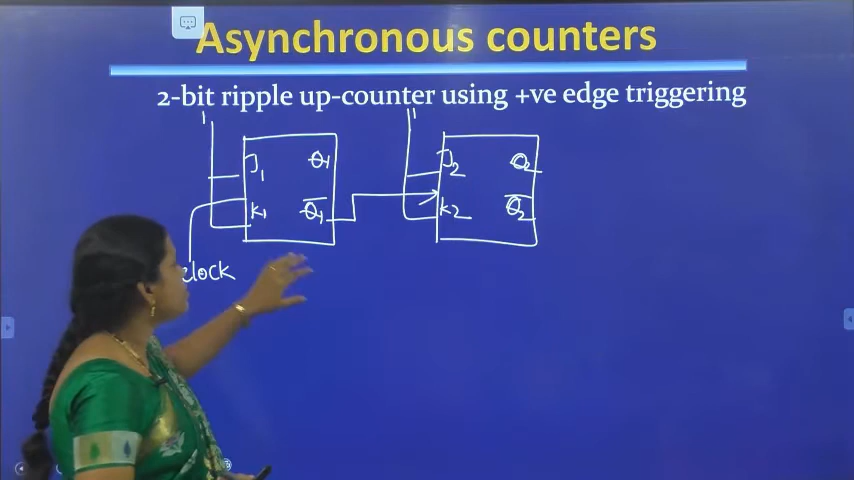 Asynchronous counters
2-bit ripple up-counter using +ve edge triggering
1 1
J1 Q1 J2 Q2
K1 Q̅1 K2 Q̅2
clock